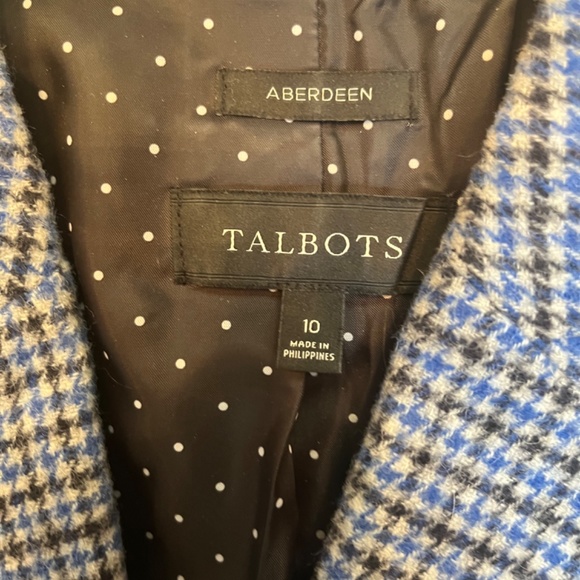 ABERDEEN
TALBOTS
10
MADE IN
PHILIPPINES